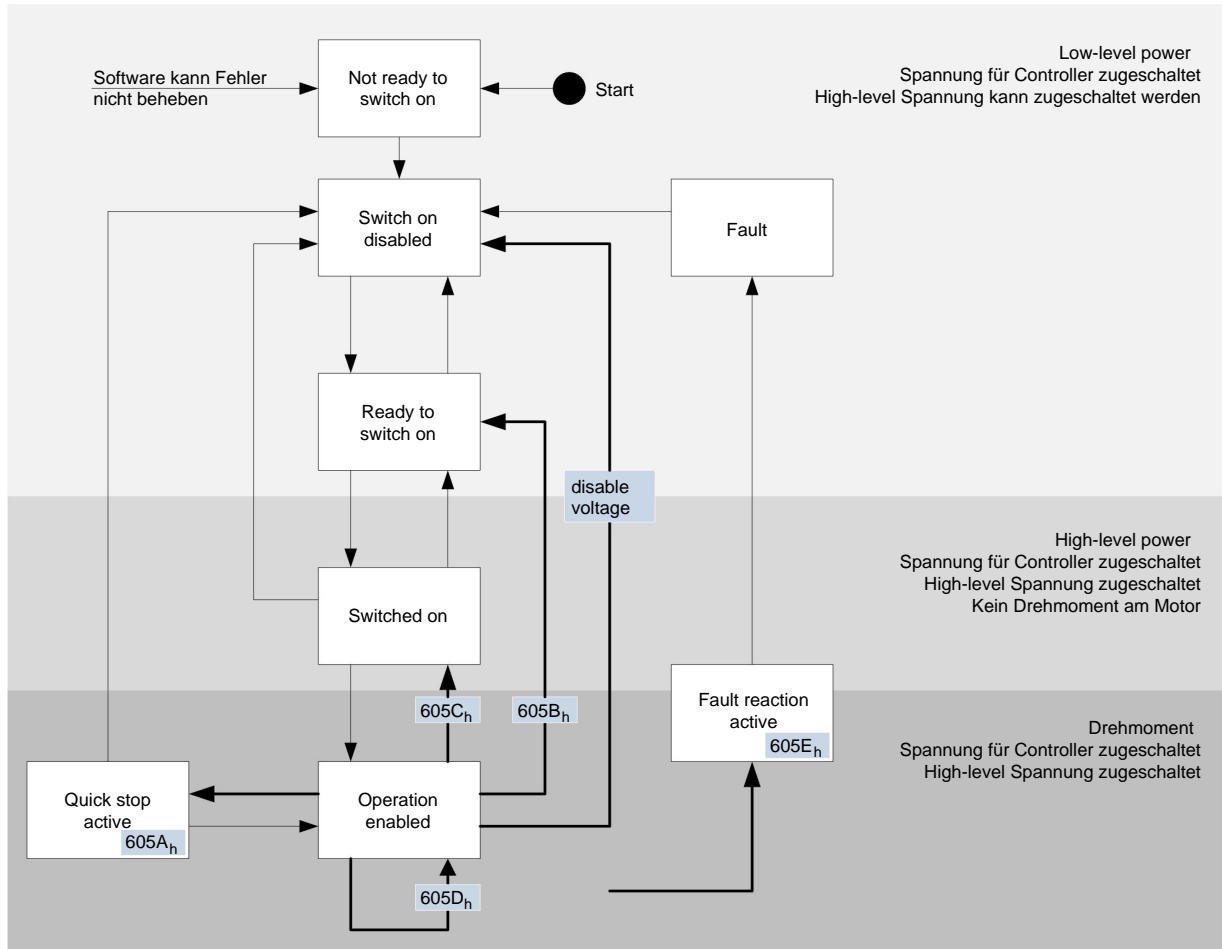 Low-level power
Spannung für Controller zugeschaltet
High-level Spannung kann zugeschaltet werden
Software kann Fehler
nicht beheben
Not ready to
switch on
Start
Switch on
disabled
Fault
Ready to
switch on
disable
voltage
High-level power
Spannung für Controller zugeschaltet
High-level Spannung zugeschaltet
Kein Drehmoment am Motor
Switched on
605Ch
605Bh
Fault reaction
active
605Eh
Drehmoment
Spannung für Controller zugeschaltet
High-level Spannung zugeschaltet
Quick stop
active
605Ah
Operation
enabled
605Dh